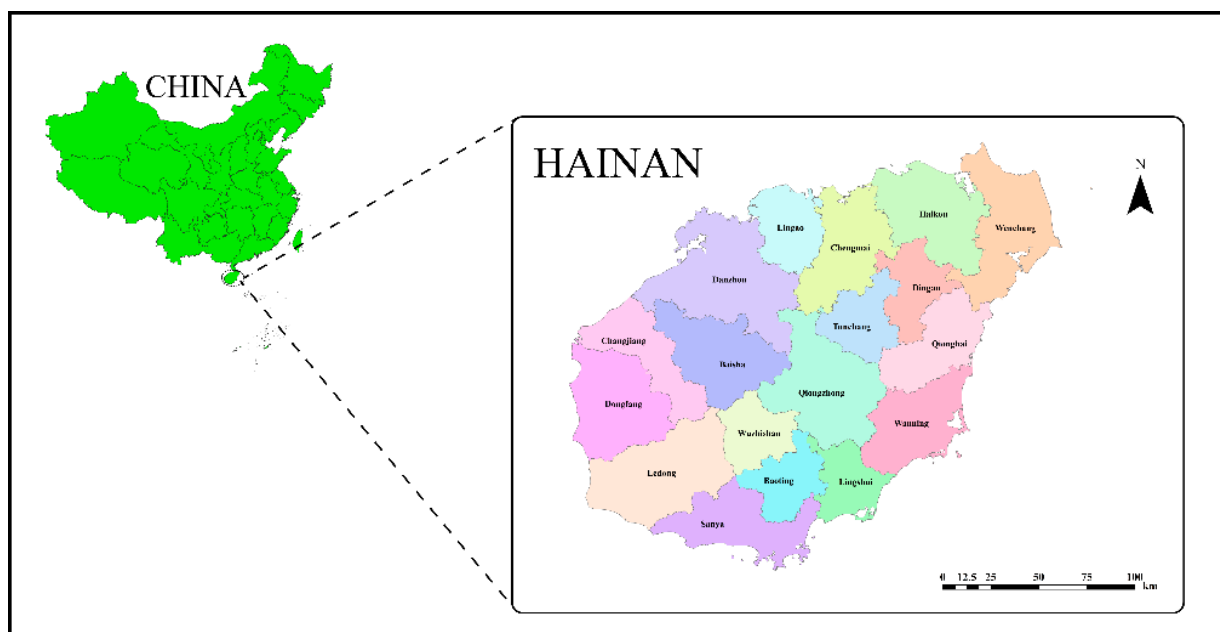 CHINA
HAINAN
N
Haikou
Wenchang
Lingao
Chengmai
Danzhou
Dingan
Tunchang
Changjiang
Qionghai
Baisha
Qiongzhong
Dongfang
Wanning
Wuzhishan
Ledong
Baoting
Lingshui
Sanya
0 12.5 25 50 75 100
km